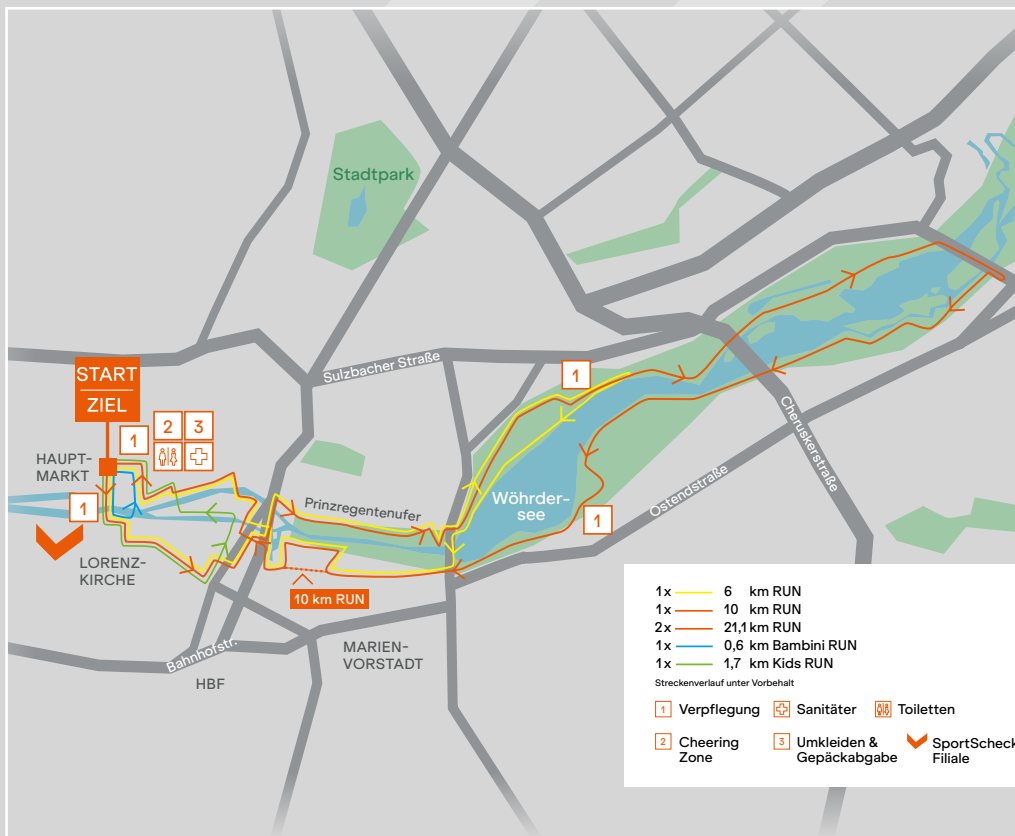 Stadtpark
Sulzbacher Straße
START
ZIEL
1
2
3
1
HAUPT-
MARKT
1
LORENZ-
KIRCHE
Prinzregentenufer
Wöhrder-
see
1
Ostendstraße
Cheruskerstraße
10 km RUN
MARIEN-
VORSTADT
Bahnhofstr.
HBF
1x 6 km RUN
1x 10 km RUN
2x 21,1 km RUN
1x 0,6 km Bambini RUN
1x 1,7 km Kids RUN
Streckenverlauf unter Vorbehalt
1 Verpflegung Sanitäter Toiletten
2 Cheering
Zone
3 Umkleiden &
Gepäckabgabe
SportScheck
Filiale